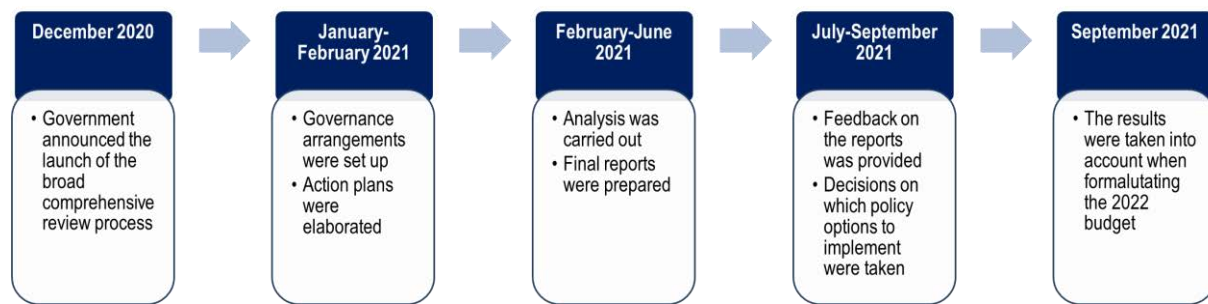 December 2020
• Government
announced the
launch of the
broad
comprehensive
review process
January-
February 2021
• Governance
arrangements
were set up
• Action plans
were
elaborated
February-June
2021
• Analysis was
carried out
• Final reports
were prepared
July-September
2021
• Feedback on
the reports
was provided
• Decisions on
which policy
options to
implement
were taken
September 2021
• The results
were taken into
account when
formalutating
the 2022
budget